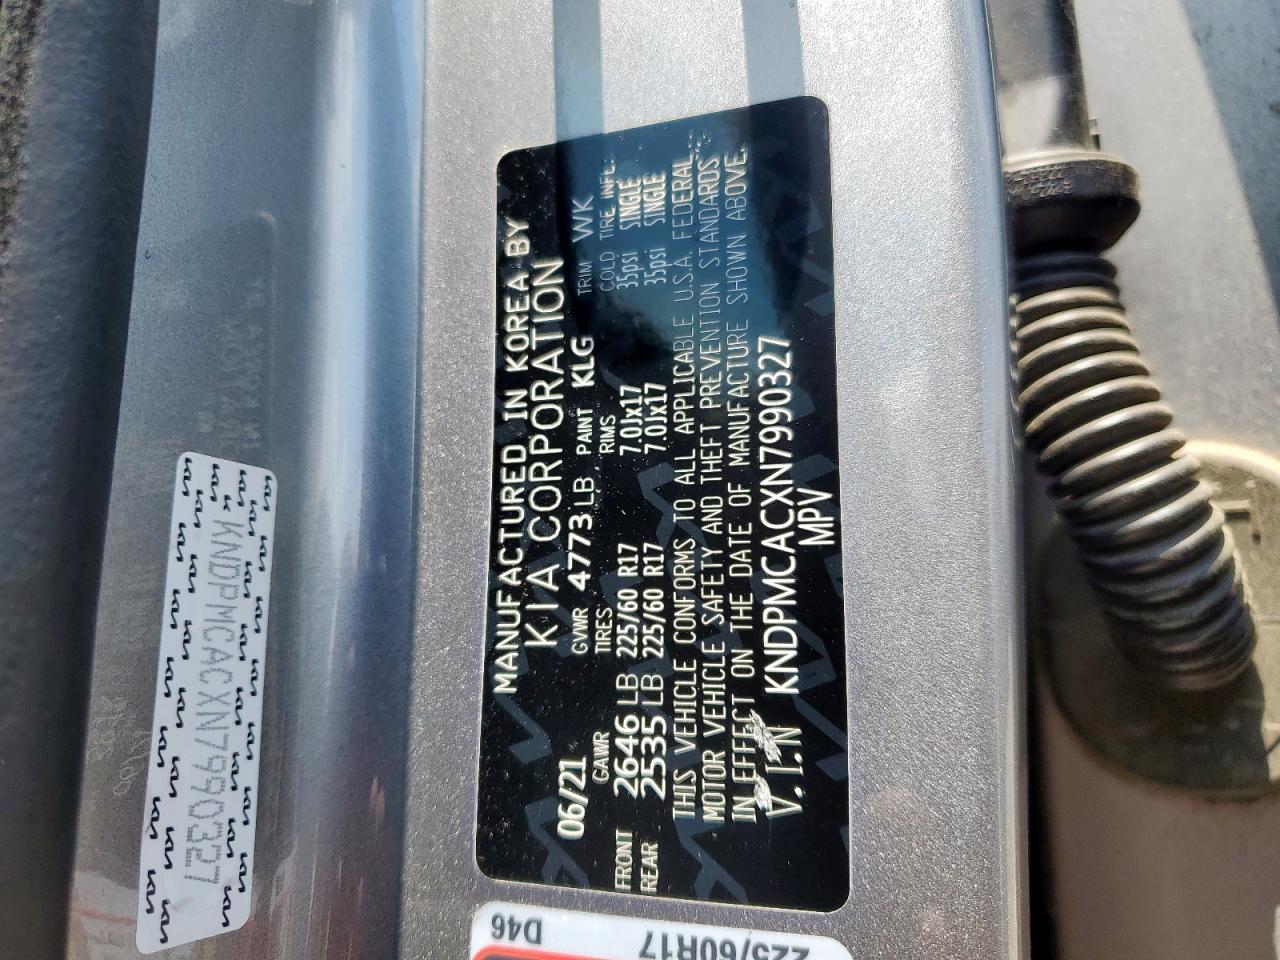 MANUFACTURED IN KOREA BY
KIA CORPORATION
06/21 GVWR 4773LB PAINT KLG TRIM WK
GAWR TIRES RIMS COLD TIRE INFL.
FRONT 2646 LB 225/60 R17 7.0Jx17 35psi SINGLE
REAR 2535 LB 225/60 R17 7.0Jx17 35psi SINGLE
THIS VEHICLE CONFORMS TO ALL APPLICABLE U.S.A. FEDERAL
MOTOR VEHICLE SAFETY AND THEFT PREVENTION STANDARDS
IN EFFECT ON THE DATE OF MANUFACTURE SHOWN ABOVE.
V.I.N KNDPMCACXN7990327
MPV
KNDPMCACXN7990327
D46
225/60R17